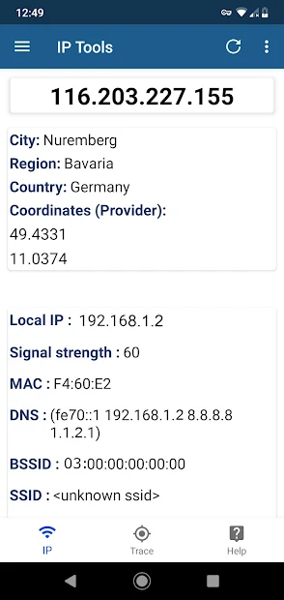 12:49
IP Tools
116.203.227.155
City: Nuremberg
Region: Bavaria
Country: Germany
Coordinates (Provider):
49.4331
11.0374
Local IP : 192.168.1.2
Signal strength : 60
MAC : F4:60:E2
DNS : (fe70::1 192.168.1.2 8.8.8.8
1.1.2.1)
BSSID : 03:00:00:00:00:00
SSID : <unknown ssid>
IP
Trace
Help